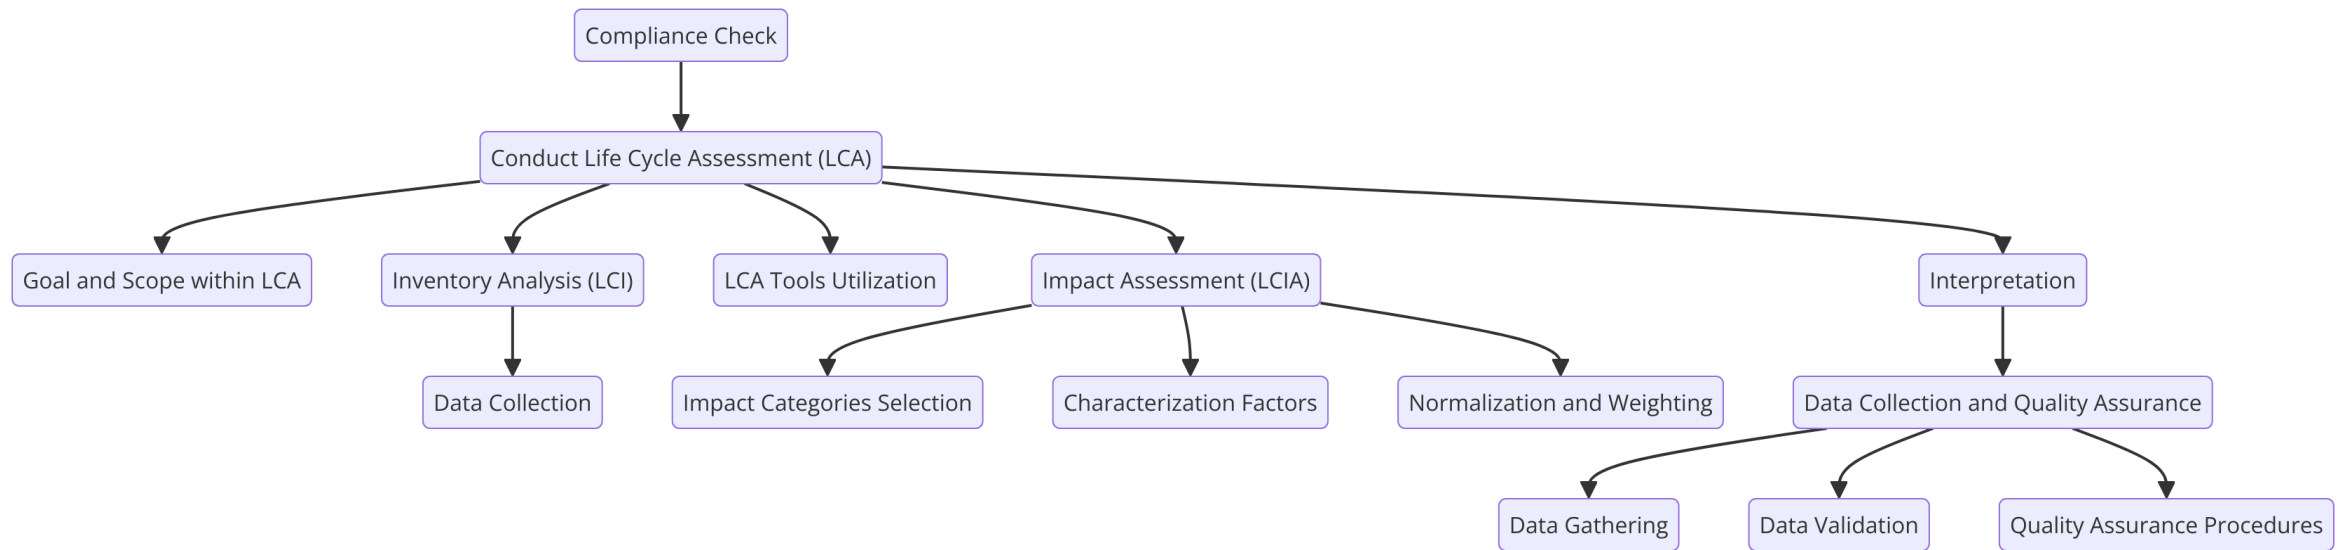 Compliance Check
Conduct Life Cycle Assessment (LCA)
Goal and Scope within LCA
Inventory Analysis (LCI)
LCA Tools Utilization
Impact Assessment (LCIA)
Interpretation
Data Collection
Impact Categories Selection
Characterization Factors
Normalization and Weighting
Data Collection and Quality Assurance
Data Gathering
Data Validation
Quality Assurance Procedures